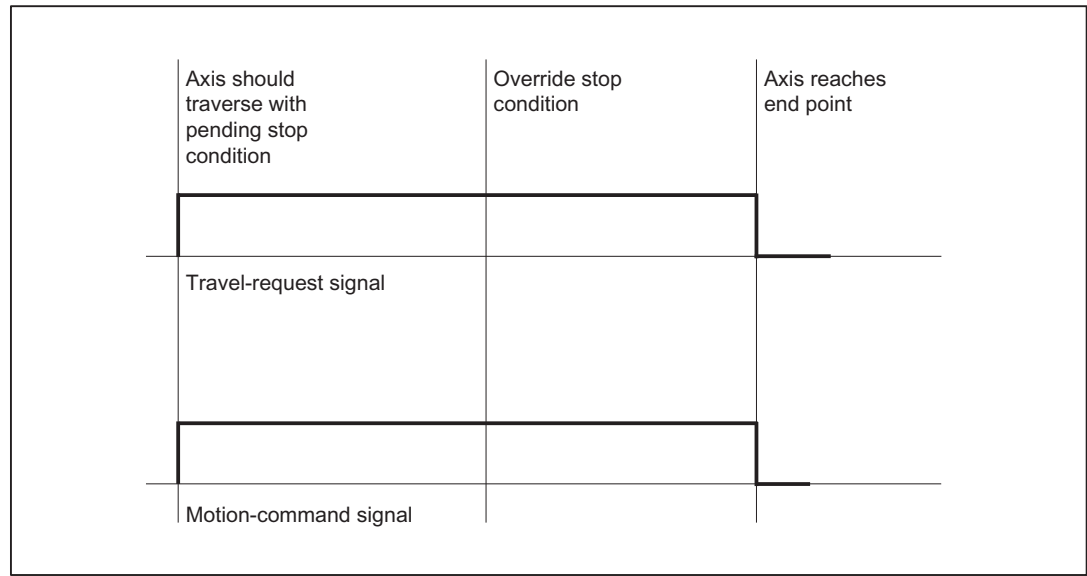 Axis should
traverse with
pending stop
condition
Override stop
condition
Axis reaches
end point
Travel-request signal
Motion-command signal